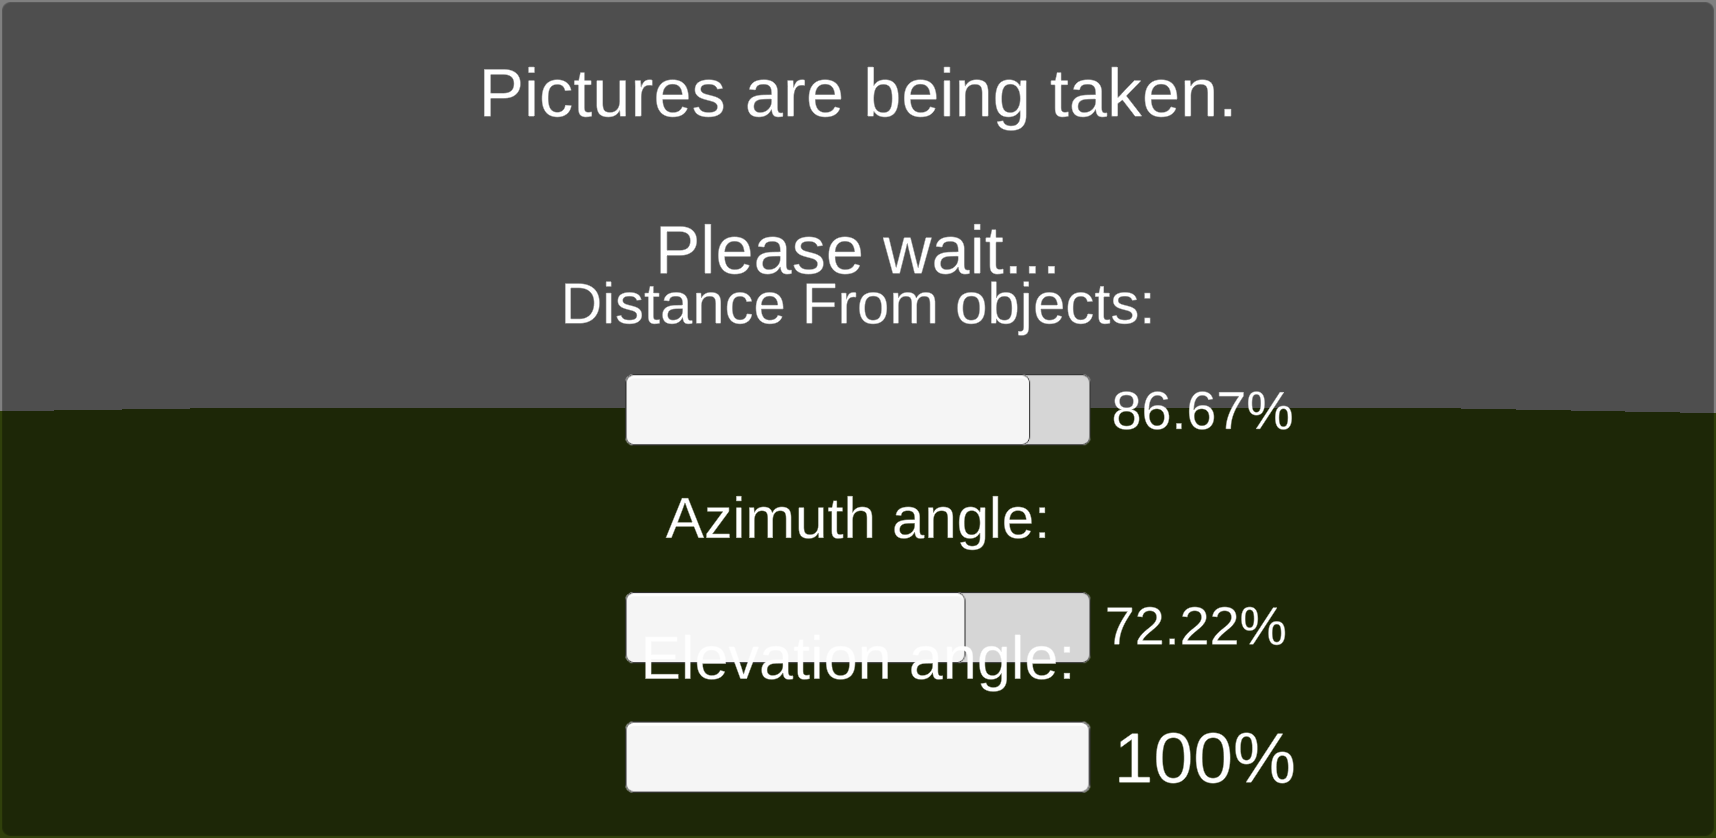 Pictures are being taken.
Please wait...
Distance From objects:
86.67%
Azimuth angle:
72.22%
Elevation angle:
100%